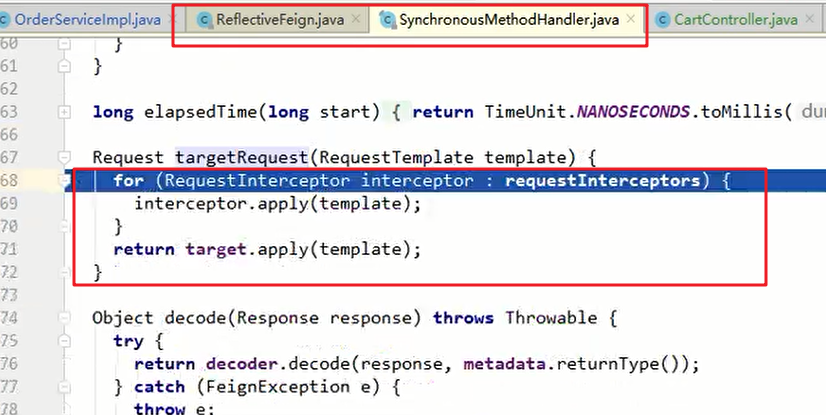 OrderServiceImpl.java × ReflectiveFeign.java × SynchronousMethodHandler.java × CartController.java ×
60 }
61 }
62
63 long elapsedTime(long start) { return TimeUnit.NANOSECONDS.toMillis(
66
67 Request targetRequest(RequestTemplate template) {
68 for (RequestInterceptor interceptor : requestInterceptors) {
69 interceptor.apply(template);
70 }
71 return target.apply(template);
72 }
73
74 Object decode(Response response) throws Throwable {
75 try {
76 return decoder.decode(response, metadata.returnType());
77 } catch (FeignException e) {
78 throw e;